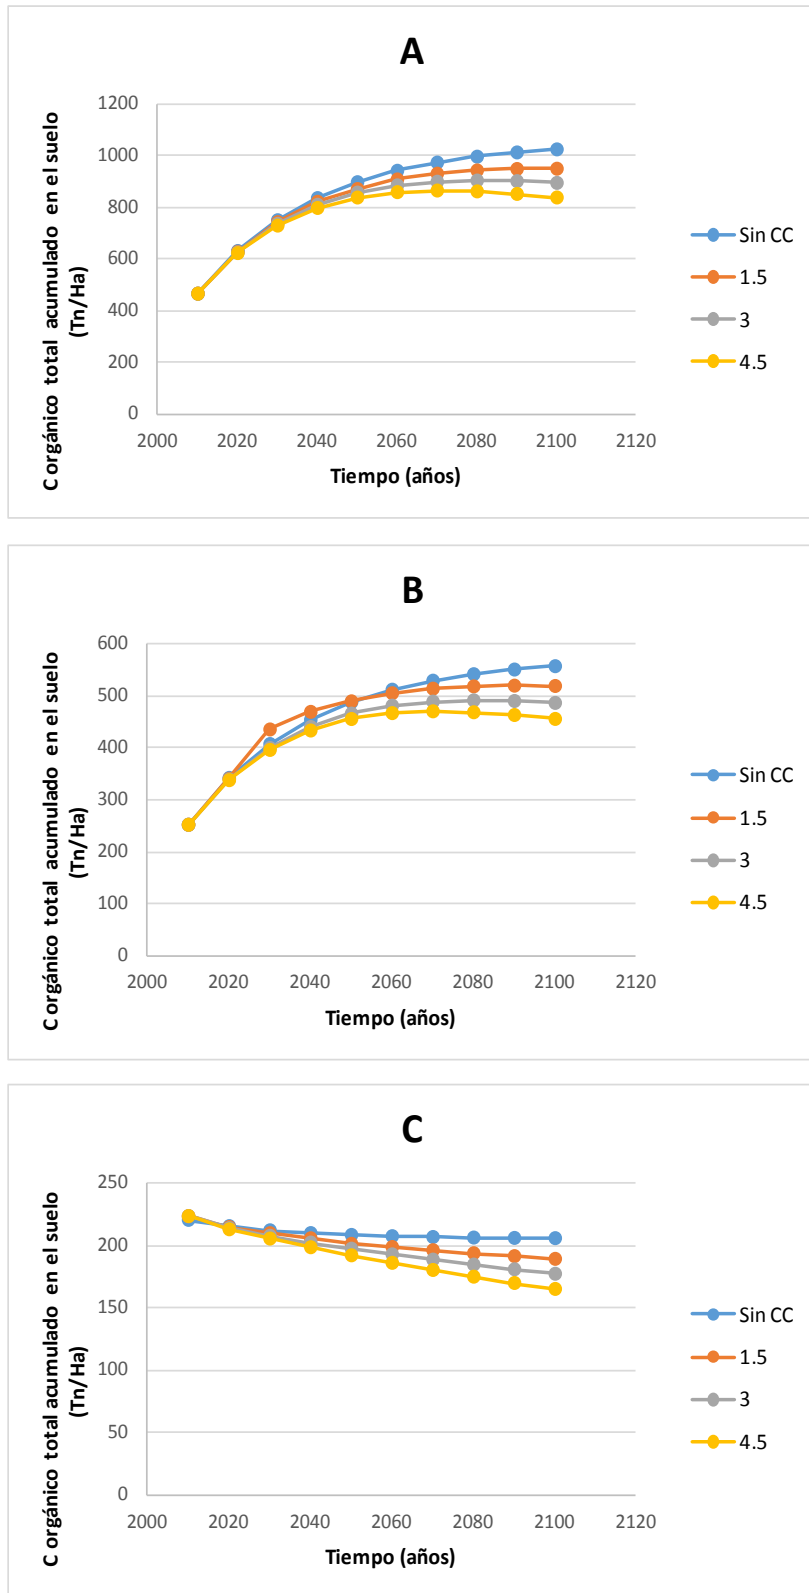 A
C orgánico total acumulado en el suelo
(Tn/Ha)
1200
1000
800
600
400
200
0
2000 2020 2040 2060 2080 2100 2120
Tiempo (años)
Sin CC
1.5
3
4.5
B
C orgánico total acumulado en el suelo
(Tn/Ha)
600
500
400
300
200
100
0
2000 2020 2040 2060 2080 2100 2120
Tiempo (años)
Sin CC
1.5
3
4.5
C
C orgánico total acumulado en el suelo
(Tn/Ha)
250
200
150
100
50
0
2000 2020 2040 2060 2080 2100 2120
Tiempo (años)
Sin CC
1.5
3
4.5